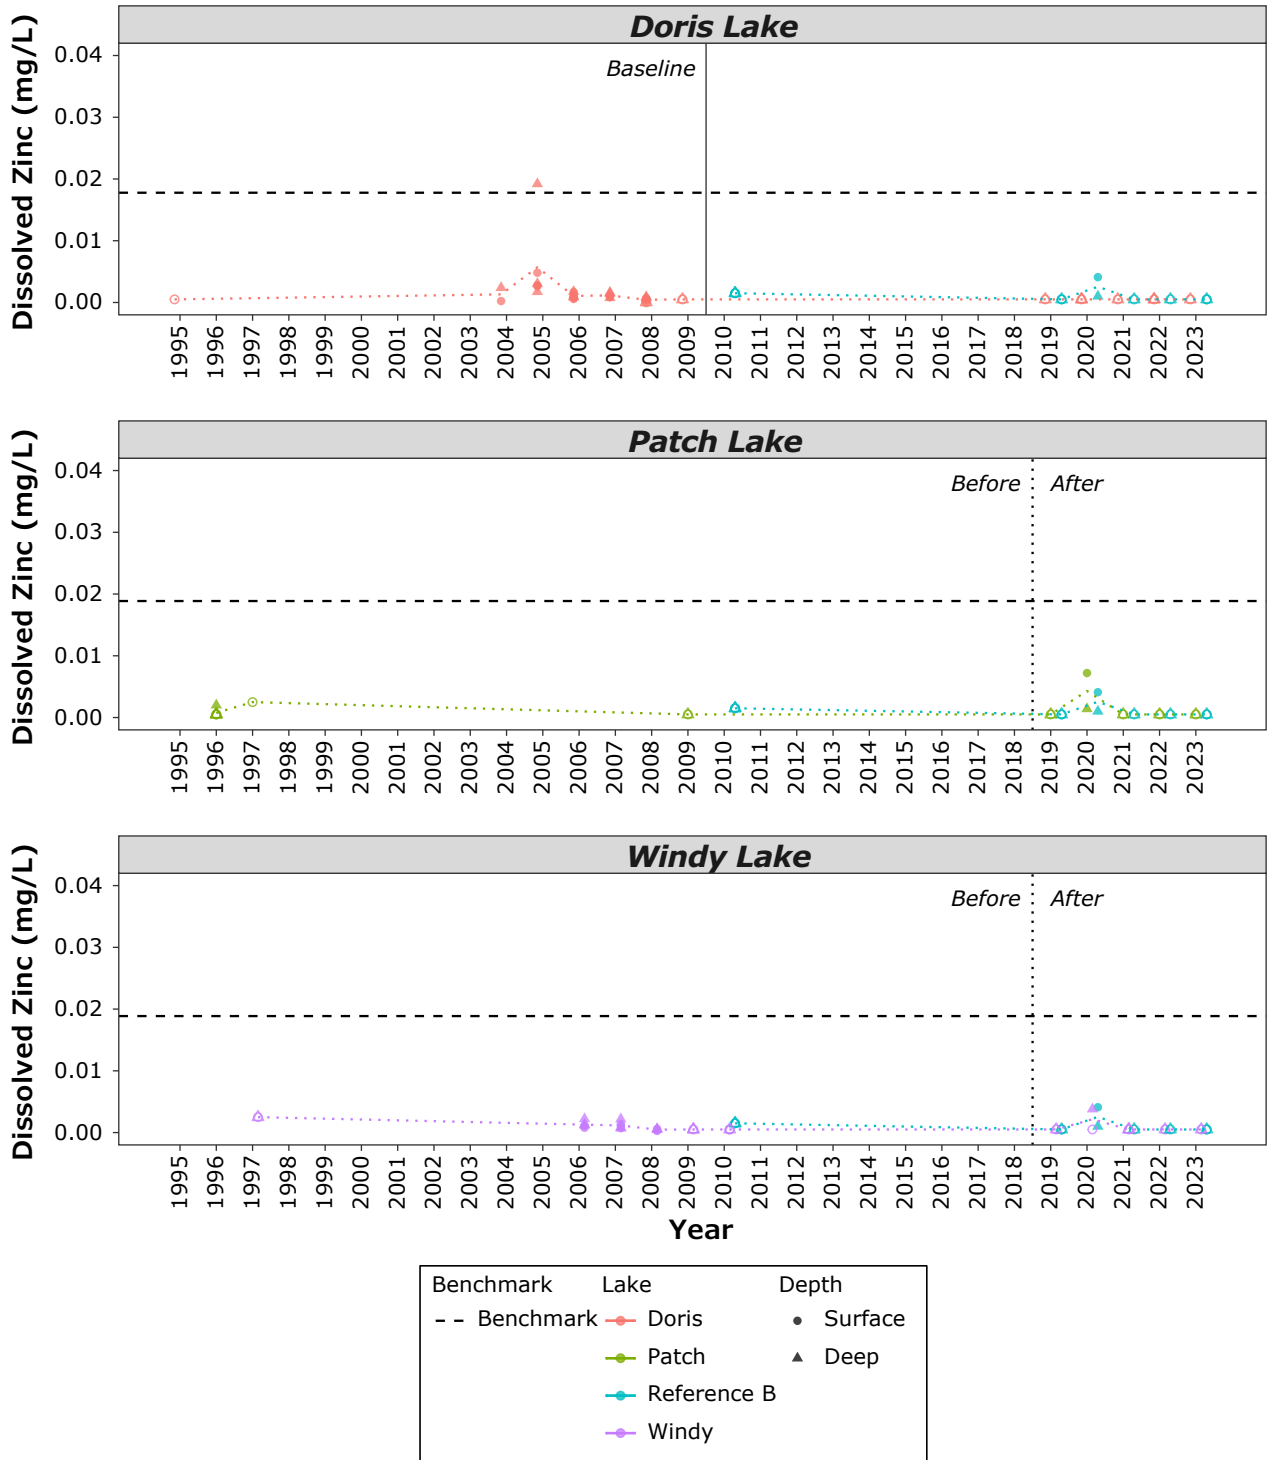 Doris Lake
Dissolved Zinc (mg/L)
0.04
0.03
0.02
0.01
0.00
Baseline
1995 1996 1997 1998 1999 2000 2001 2002 2003 2004 2005 2006 2007 2008 2009 2010 2011 2012 2013 2014 2015 2016 2017 2018 2019 2020 2021 2022 2023
Patch Lake
Dissolved Zinc (mg/L)
0.04
0.03
0.02
0.01
0.00
Before After
1995 1996 1997 1998 1999 2000 2001 2002 2003 2004 2005 2006 2007 2008 2009 2010 2011 2012 2013 2014 2015 2016 2017 2018 2019 2020 2021 2022 2023
Windy Lake
Dissolved Zinc (mg/L)
0.04
0.03
0.02
0.01
0.00
Before After
1995 1996 1997 1998 1999 2000 2001 2002 2003 2004 2005 2006 2007 2008 2009 2010 2011 2012 2013 2014 2015 2016 2017 2018 2019 2020 2021 2022 2023
Year
Benchmark Lake Depth
Benchmark Doris Surface
Patch Deep
Reference B
Windy